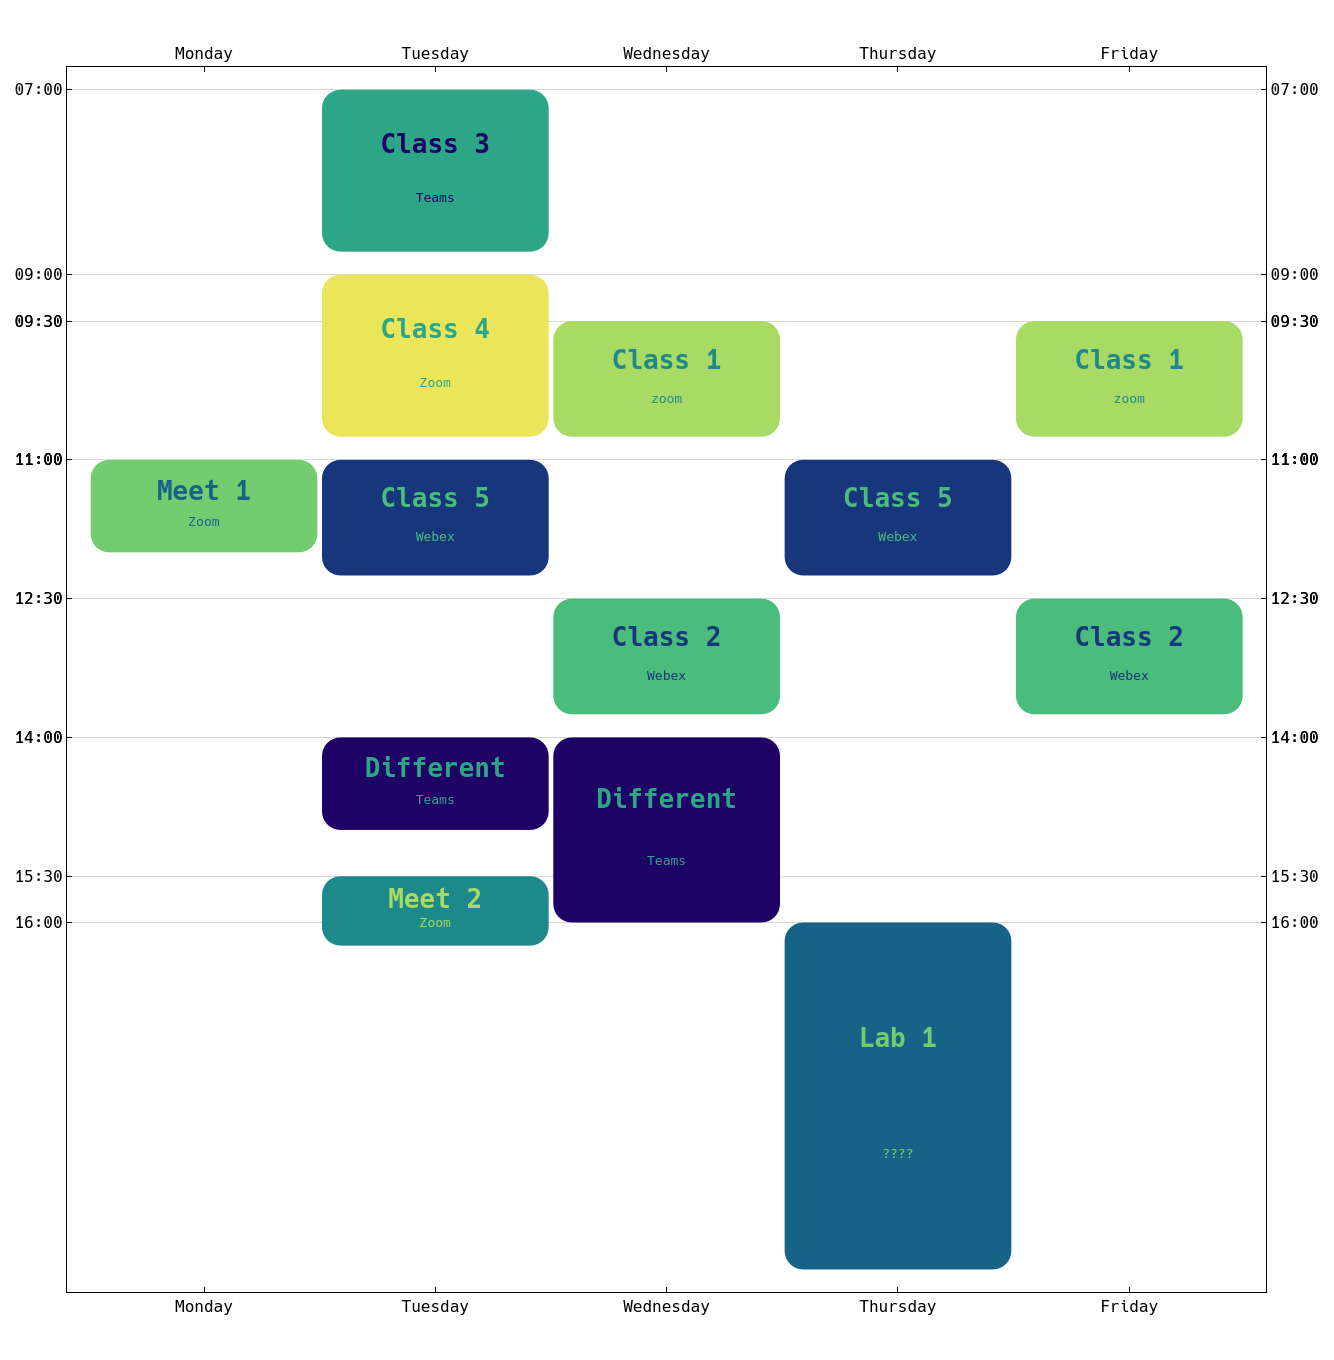 Monday Tuesday Wednesday Thursday Friday
07:00 07:00
Class 3
Teams
09:00 09:00
09:30 09:30
Class 4
Zoom
Class 1 Class 1
zoom zoom
11:00 11:00
Meet 1 Class 5 Class 5
Zoom Webex Webex
12:30 12:30
Class 2 Class 2
Webex Webex
14:00 14:00
Different
Teams
Different
Teams
15:30 15:30
Meet 2
Zoom
16:00 16:00
Lab 1
????
Monday Tuesday Wednesday Thursday Friday